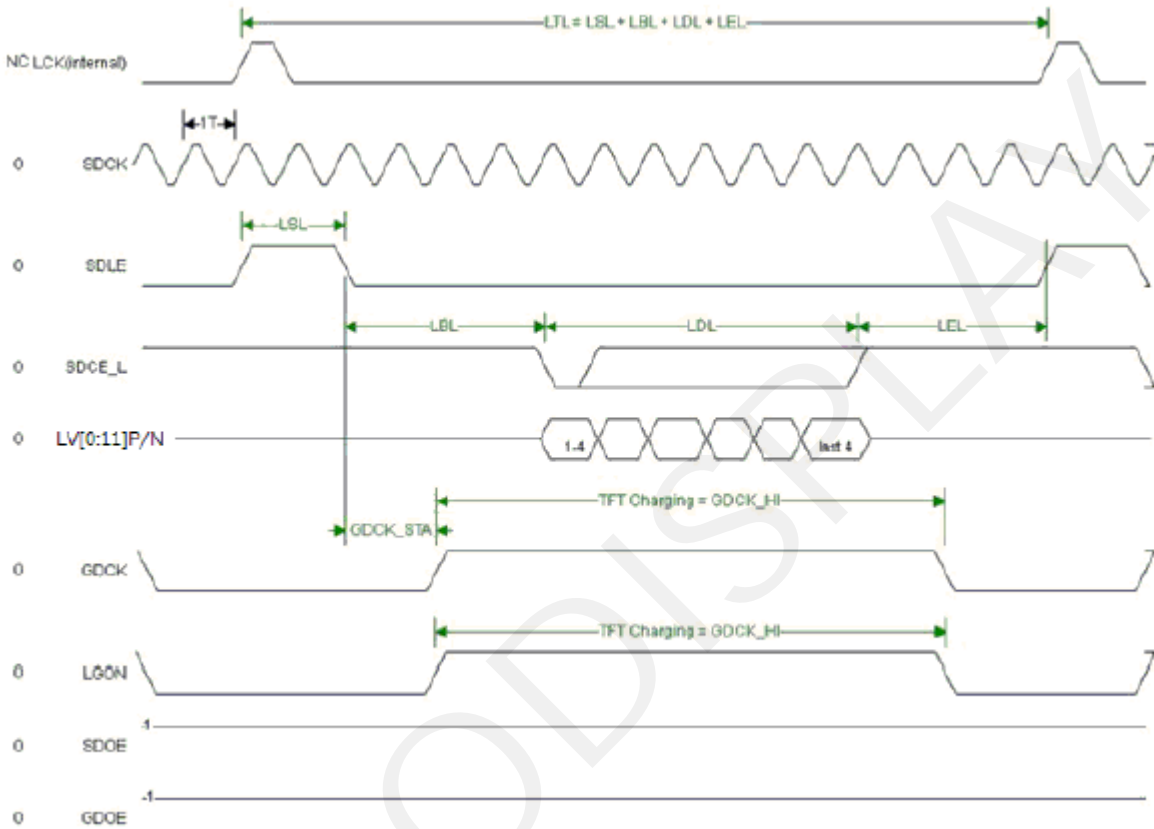 LTL = LSL + LBL + LDL + LEL
NC LCK(internal)
1T
0 SDCK
LSL
0 SDLE
LBL LDL LEL
0 SDCE_L
0 LV[0:11]P/N
1-4 last 4
TFT Charging = GDCK_HI
GDCK_STA
0 GDCK
TFT Charging = GDCK_HI
0 LGON
-1
0 SDOE
-1
0 GDOE
ODISPLAY